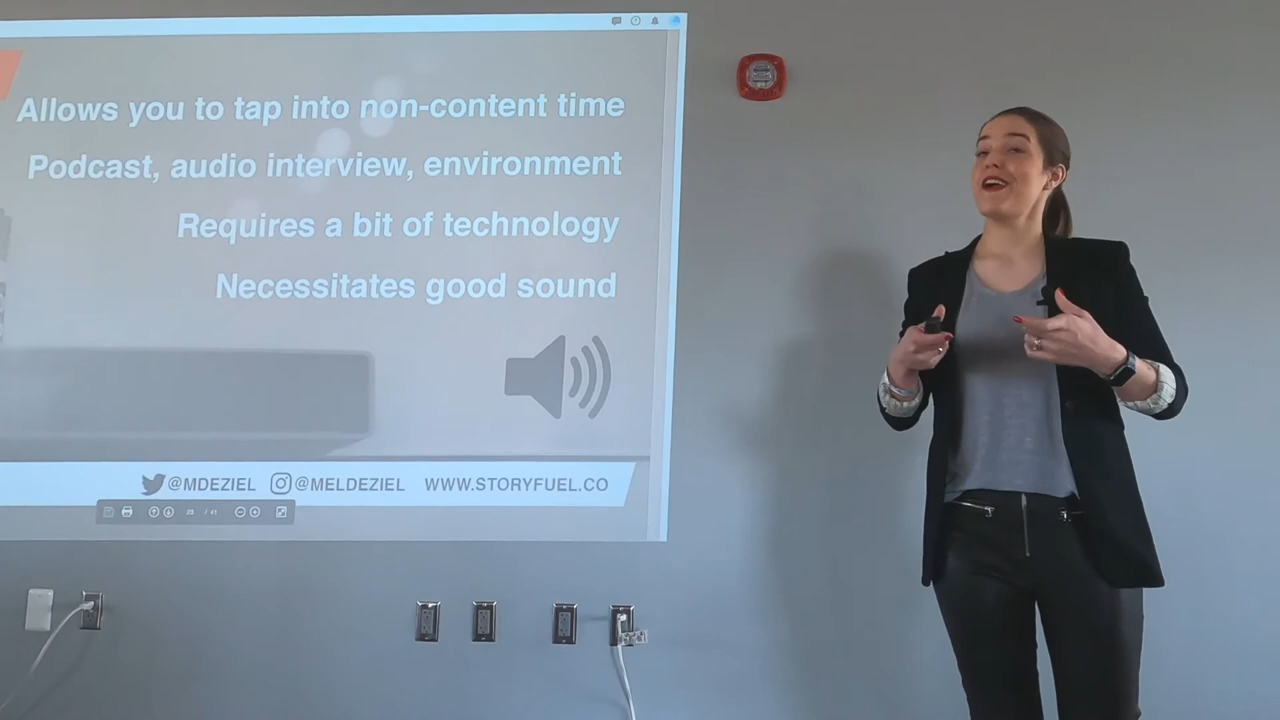 Allows you to tap into non-content time
Podcast, audio interview, environment
Requires a bit of technology
Necessitates good sound
@MDEZIEL @MELDEZIEL WWW.STORYFUEL.CO
/ 41